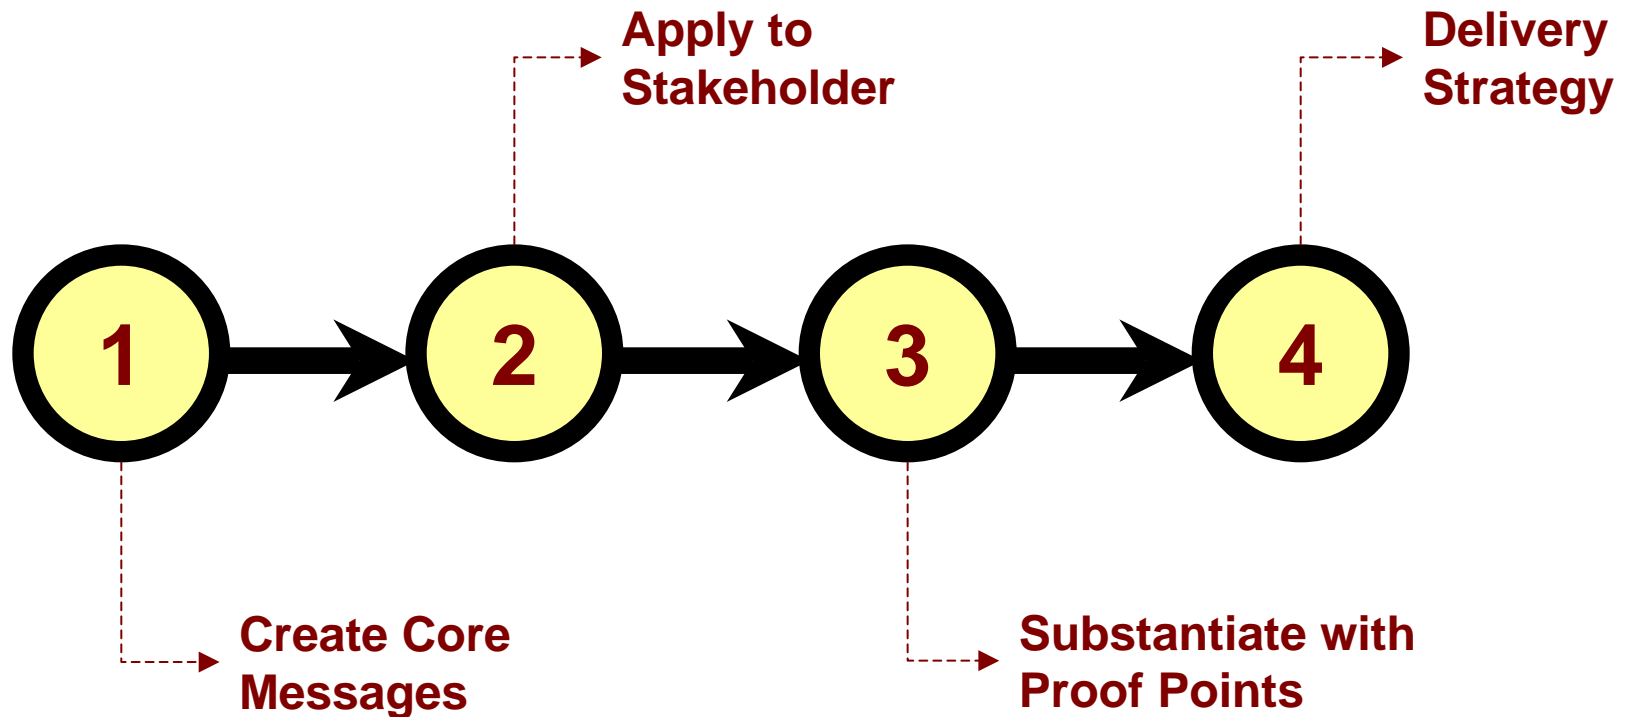 Apply to
Stakeholder
Delivery
Strategy
1
2
3
4
Create Core
Messages
Substantiate with
Proof Points